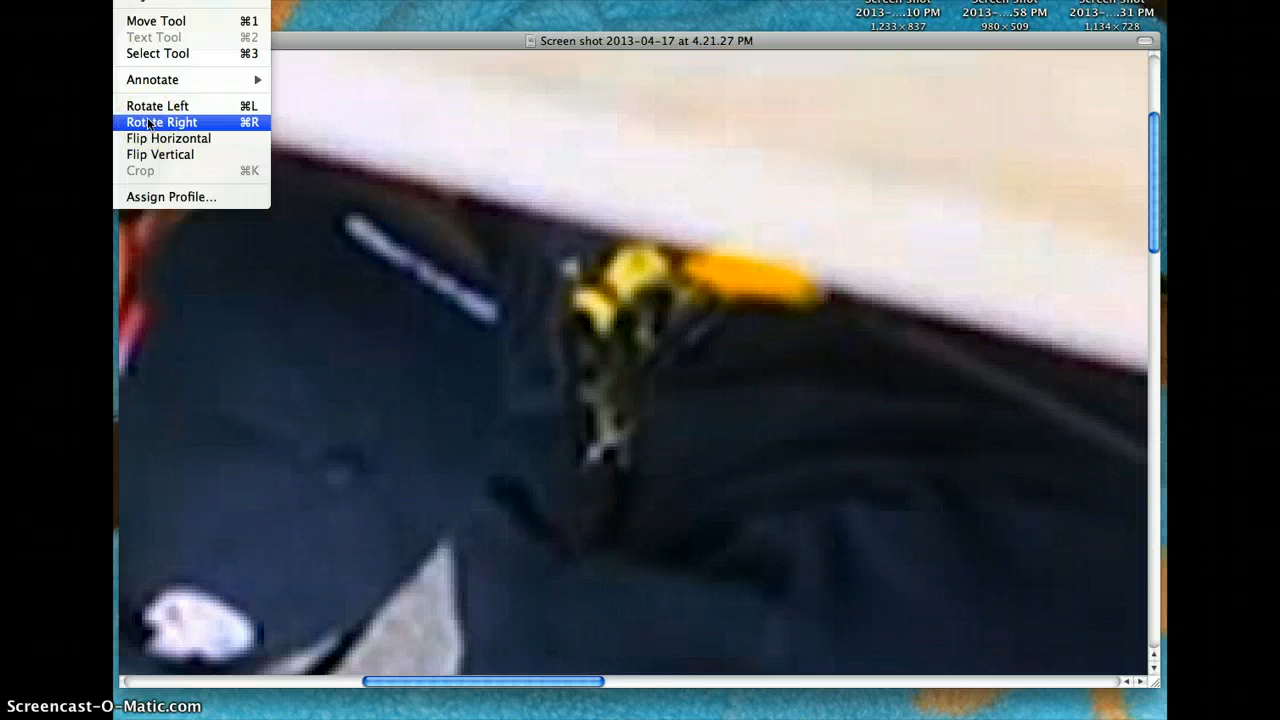 Screen shot
2013-....10 PM
1,233 × 837
2013-....58 PM
980 × 509
Screen shot
2013-....31 PM
1,134 × 728
Screen shot 2013-04-17 at 4.21.27 PM
Move Tool ⌘1
Text Tool ⌘2
Select Tool ⌘3
Annotate
Rotate Left ⌘L
Rotate Right ⌘R
Flip Horizontal
Flip Vertical
Crop ⌘K
Assign Profile...
Screencast-O-Matic.com